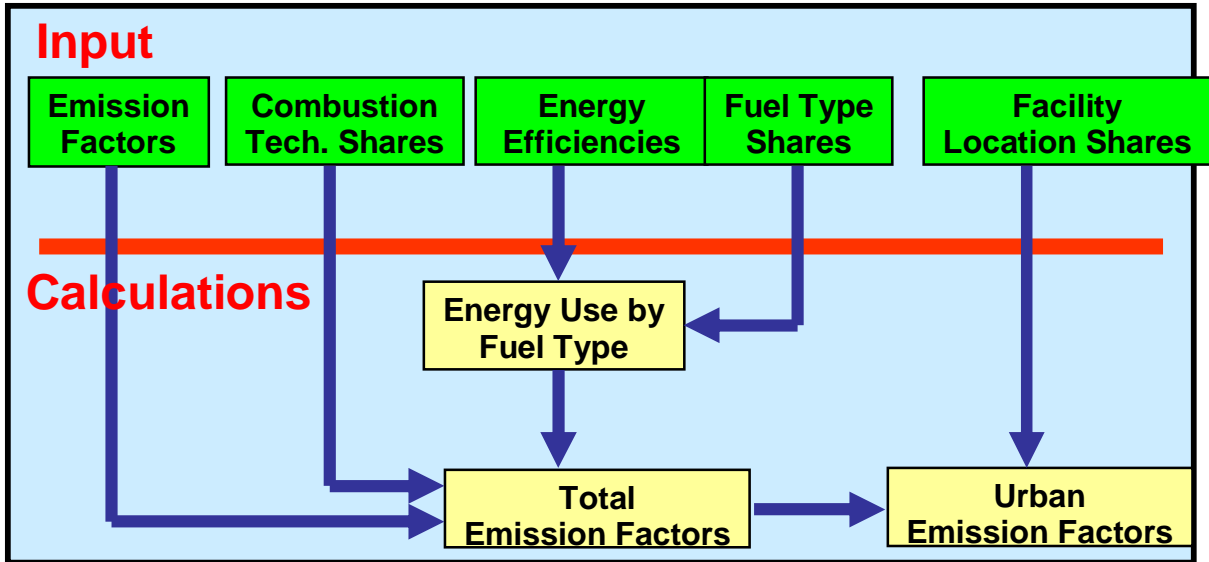 Input
Emission
Factors
Combustion
Tech. Shares
Energy
Efficiencies
Fuel Type
Shares
Facility
Location Shares
Calculations
Energy Use by
Fuel Type
Total
Emission Factors
Urban
Emission Factors